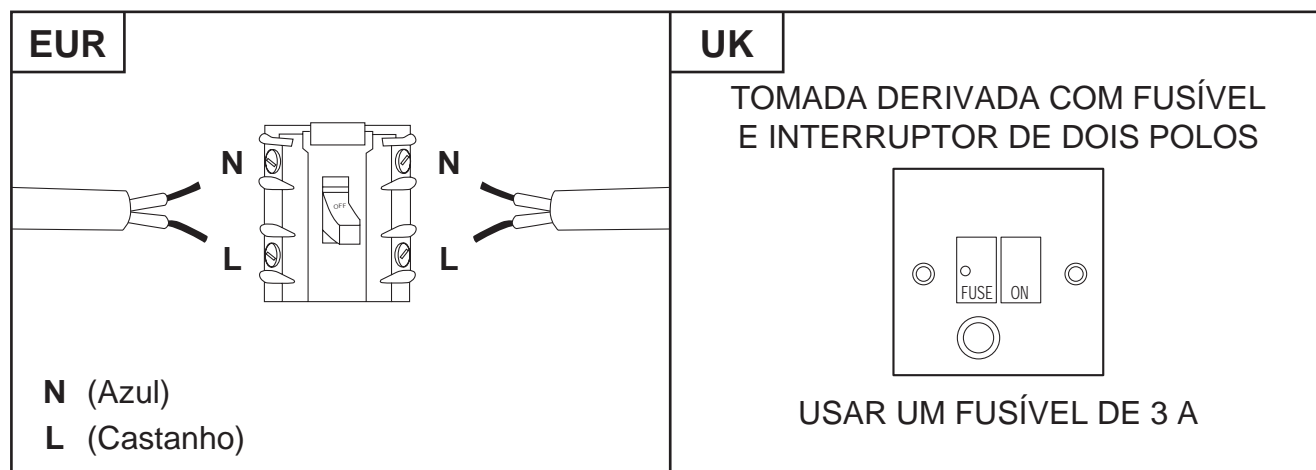 EUR
N
N
OFF
L
L
N (Azul)
L (Castanho)
UK
TOMADA DERIVADA COM FUSÍVEL
E INTERRUPTOR DE DOIS POLOS
FUSE
ON
USAR UM FUSÍVEL DE 3 A